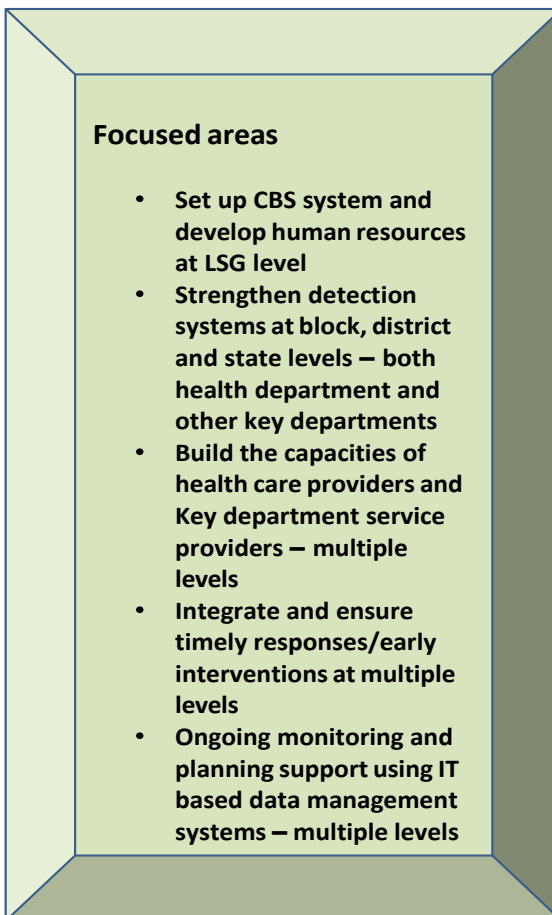 Focused areas
• Set up CBS system and
develop human resources
at LSG level
• Strengthen detection
systems at block, district
and state levels – both
health department and
other key departments
• Build the capacities of
health care providers and
Key department service
providers – multiple
levels
• Integrate and ensure
timely responses/early
interventions at multiple
levels
• Ongoing monitoring and
planning support using IT
based data management
systems – multiple levels